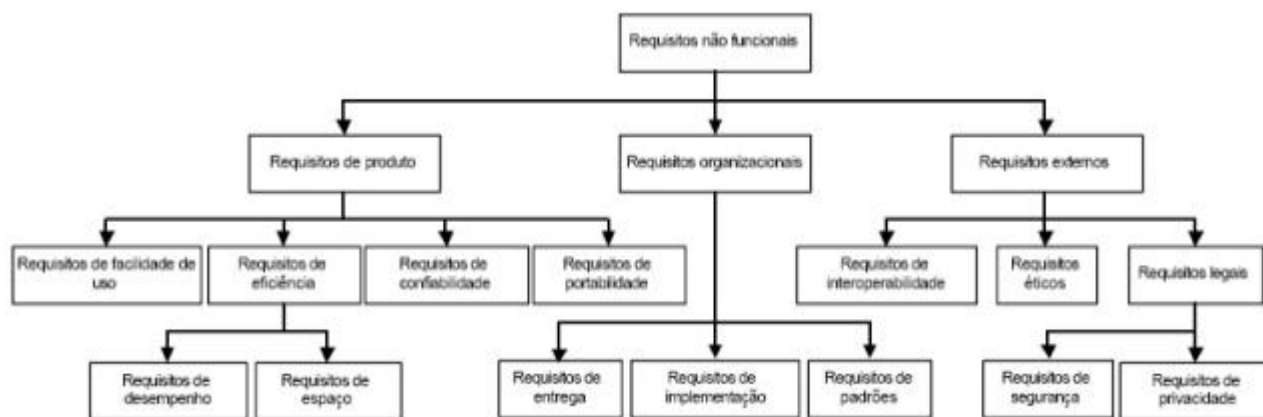 Requisitos não funcionais
Requisitos de produto
Requisitos organizacionais
Requisitos externos
Requisitos de facilidade de
uso
Requisitos de
eficiência
Requisitos de
confiabilidade
Requisitos de
portabilidade
Requisitos de
interoperabilidade
Requisitos
éticos
Requisitos legais
Requisitos de
desempenho
Requisitos de
espaço
Requisitos de
entrega
Requisitos de
implementação
Requisitos de
padrões
Requisitos de
segurança
Requisitos de
privacidade